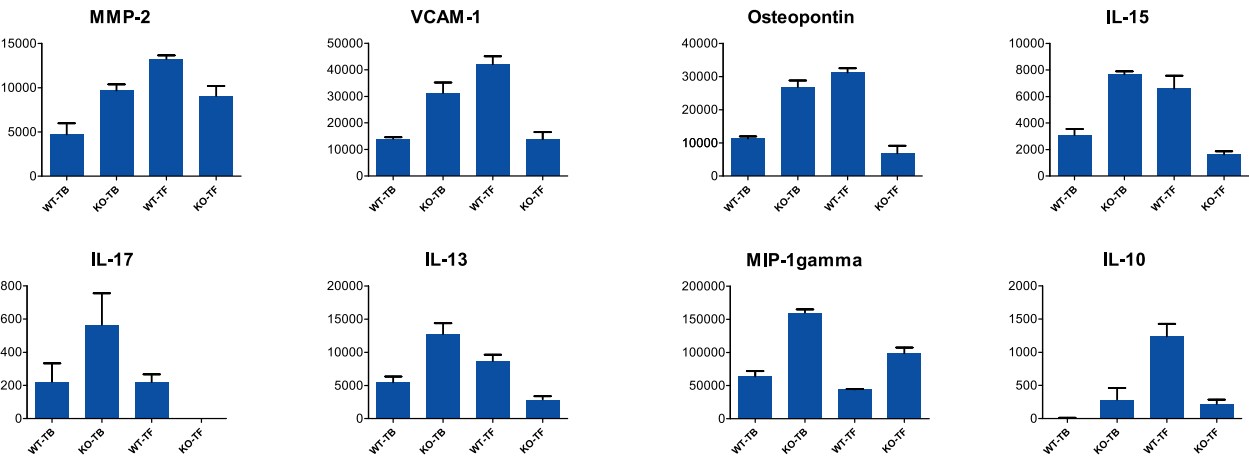 MMP-2
15000
10000
5000
0
WT-TB
KO-TB
WT-TF
KO-TF
VCAM-1
50000
40000
30000
20000
10000
0
WT-TB
KO-TB
WT-TF
KO-TF
Osteopontin
40000
30000
20000
10000
0
WT-TB
KO-TB
WT-TF
KO-TF
IL-15
10000
8000
6000
4000
2000
0
WT-TB
KO-TB
WT-TF
KO-TF
IL-17
800
600
400
200
0
WT-TB
KO-TB
WT-TF
KO-TF
IL-13
20000
15000
10000
5000
0
WT-TB
KO-TB
WT-TF
KO-TF
MIP-1gamma
200000
150000
100000
50000
0
WT-TB
KO-TB
WT-TF
KO-TF
IL-10
2000
1500
1000
500
0
WT-TB
KO-TB
WT-TF
KO-TF